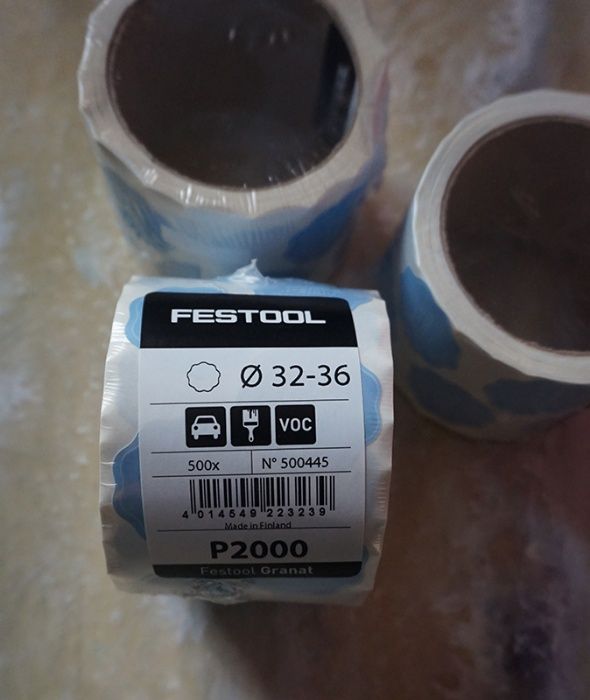 FESTOOL
Ø 32-36
VOC
500x N° 500445
4 014549 223239
Made in Finland
P2000
Festool Granat